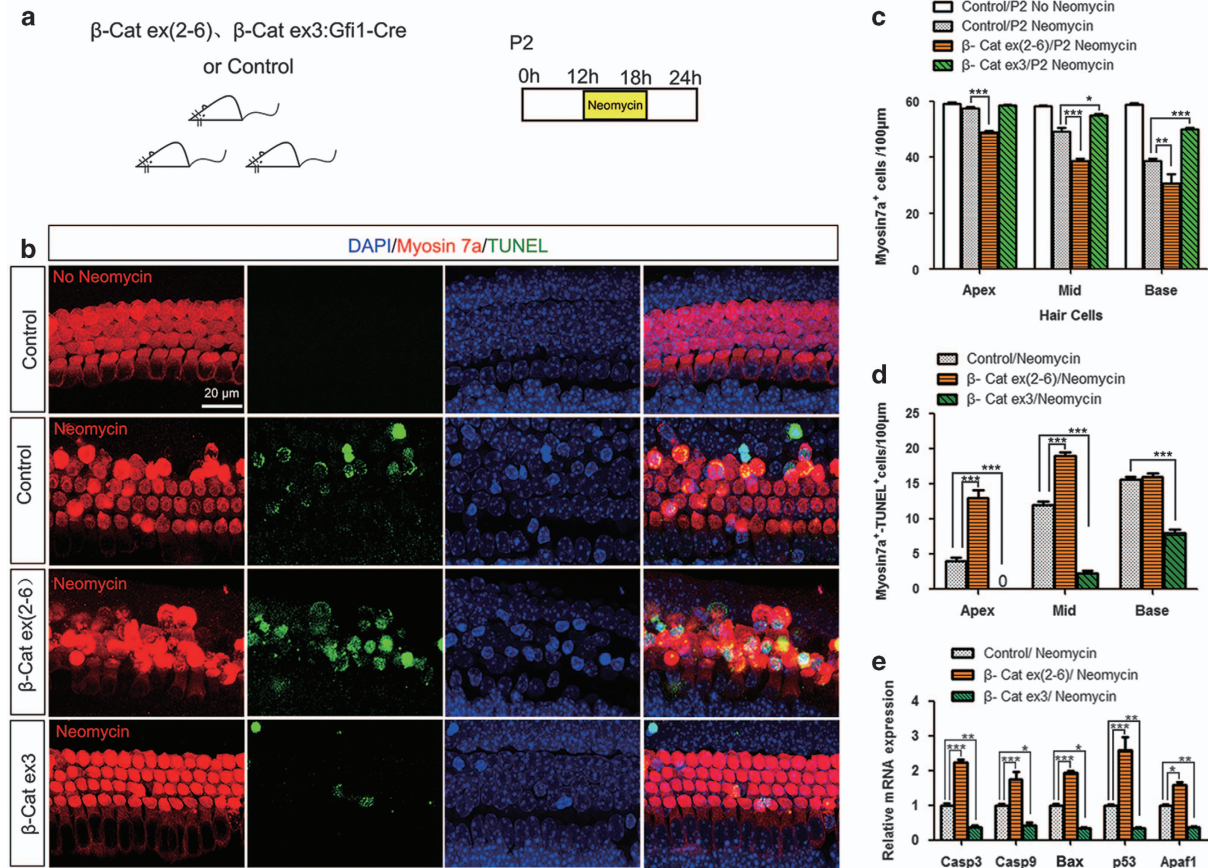 a
β-Cat ex(2-6)、β-Cat ex3:Gfi1-Cre
or Control
P2
0h 12h 18h 24h
Neomycin
b
DAPI/Myosin 7a/TUNEL
Control
No Neomycin
20 μm
Control
Neomycin
β-Cat ex(2-6)
Neomycin
β-Cat ex3
Neomycin
c
Control/P2 No Neomycin
Control/P2 Neomycin
β- Cat ex(2-6)/P2 Neomycin
β- Cat ex3/P2 Neomycin
Myosin7a+ cells /100μm
60
40
20
0
***
***
*
**
***
Apex Mid Base
Hair Cells
d
Control/Neomycin
β- Cat ex(2-6)/Neomycin
β- Cat ex3/Neomycin
Myosin7a+-TUNEL+cells/100μm
25
20
15
10
5
0
***
***
0
***
***
***
Apex Mid Base
e
Control/ Neomycin
β- Cat ex(2-6)/ Neomycin
β- Cat ex3/ Neomycin
Relative mRNA expression
4
3
2
1
0
***
**
***
*
***
*
***
**
*
**
Casp3 Casp9 Bax p53 Apaf1